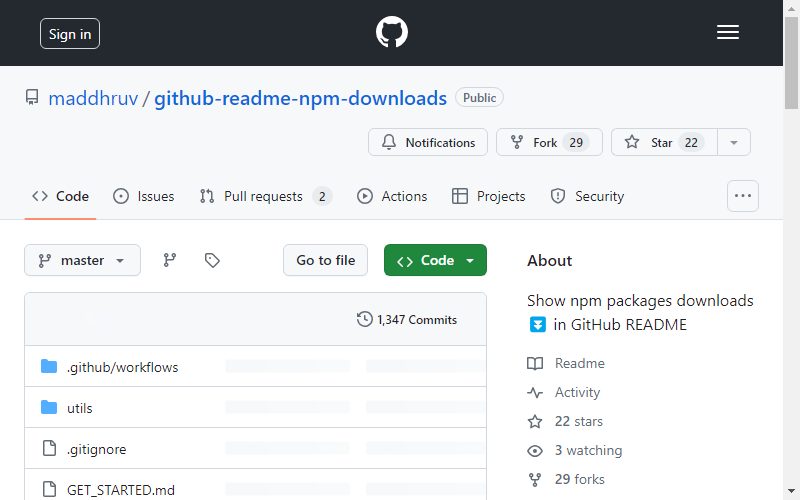 Sign in
maddhruv / github-readme-npm-downloads Public
Notifications Fork 29 Star 22
Code Issues Pull requests 2 Actions Projects Security
master Go to file Code
1,347 Commits
.github/workflows
utils
.gitignore
GET_STARTED.md
About
Show npm packages downloads
⏬ in GitHub README
Readme
Activity
22 stars
3 watching
29 forks